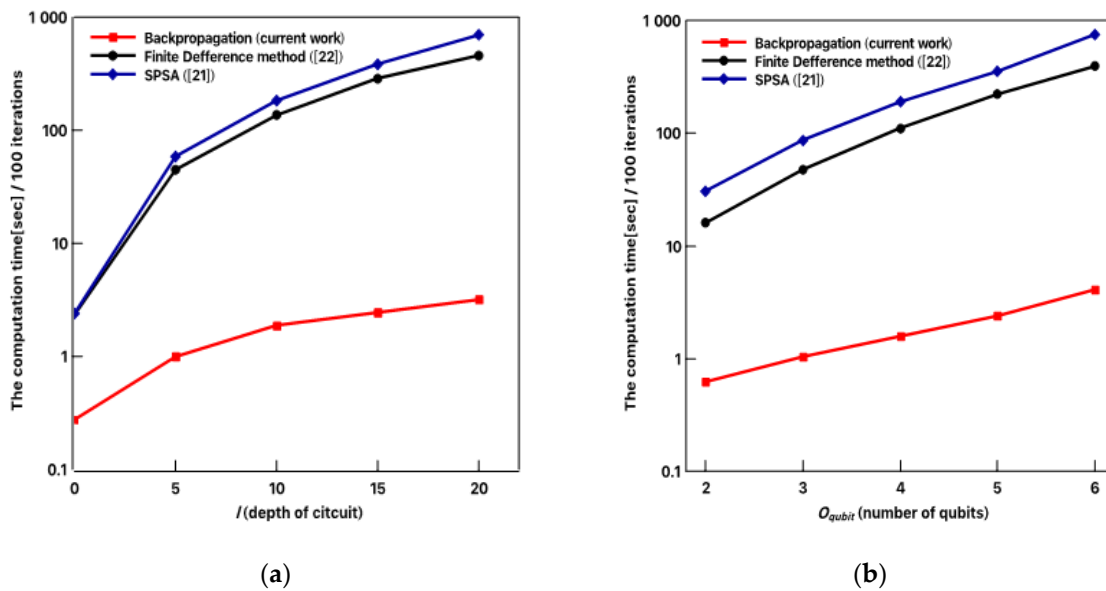 1 000
Backpropagation (current work)
Finite Defference method ([22])
SPSA ([21])
100
10
1
0.1
The computation time[sec] / 100 iterations
0 5 10 15 20
l (depth of citcuit)
(a)
1 000
Backpropagation (current work)
Finite Defference method ([22])
SPSA ([21])
100
10
1
0.1
The computation time[sec] / 100 iterations
2 3 4 5 6
Oqubit (number of qubits)
(b)